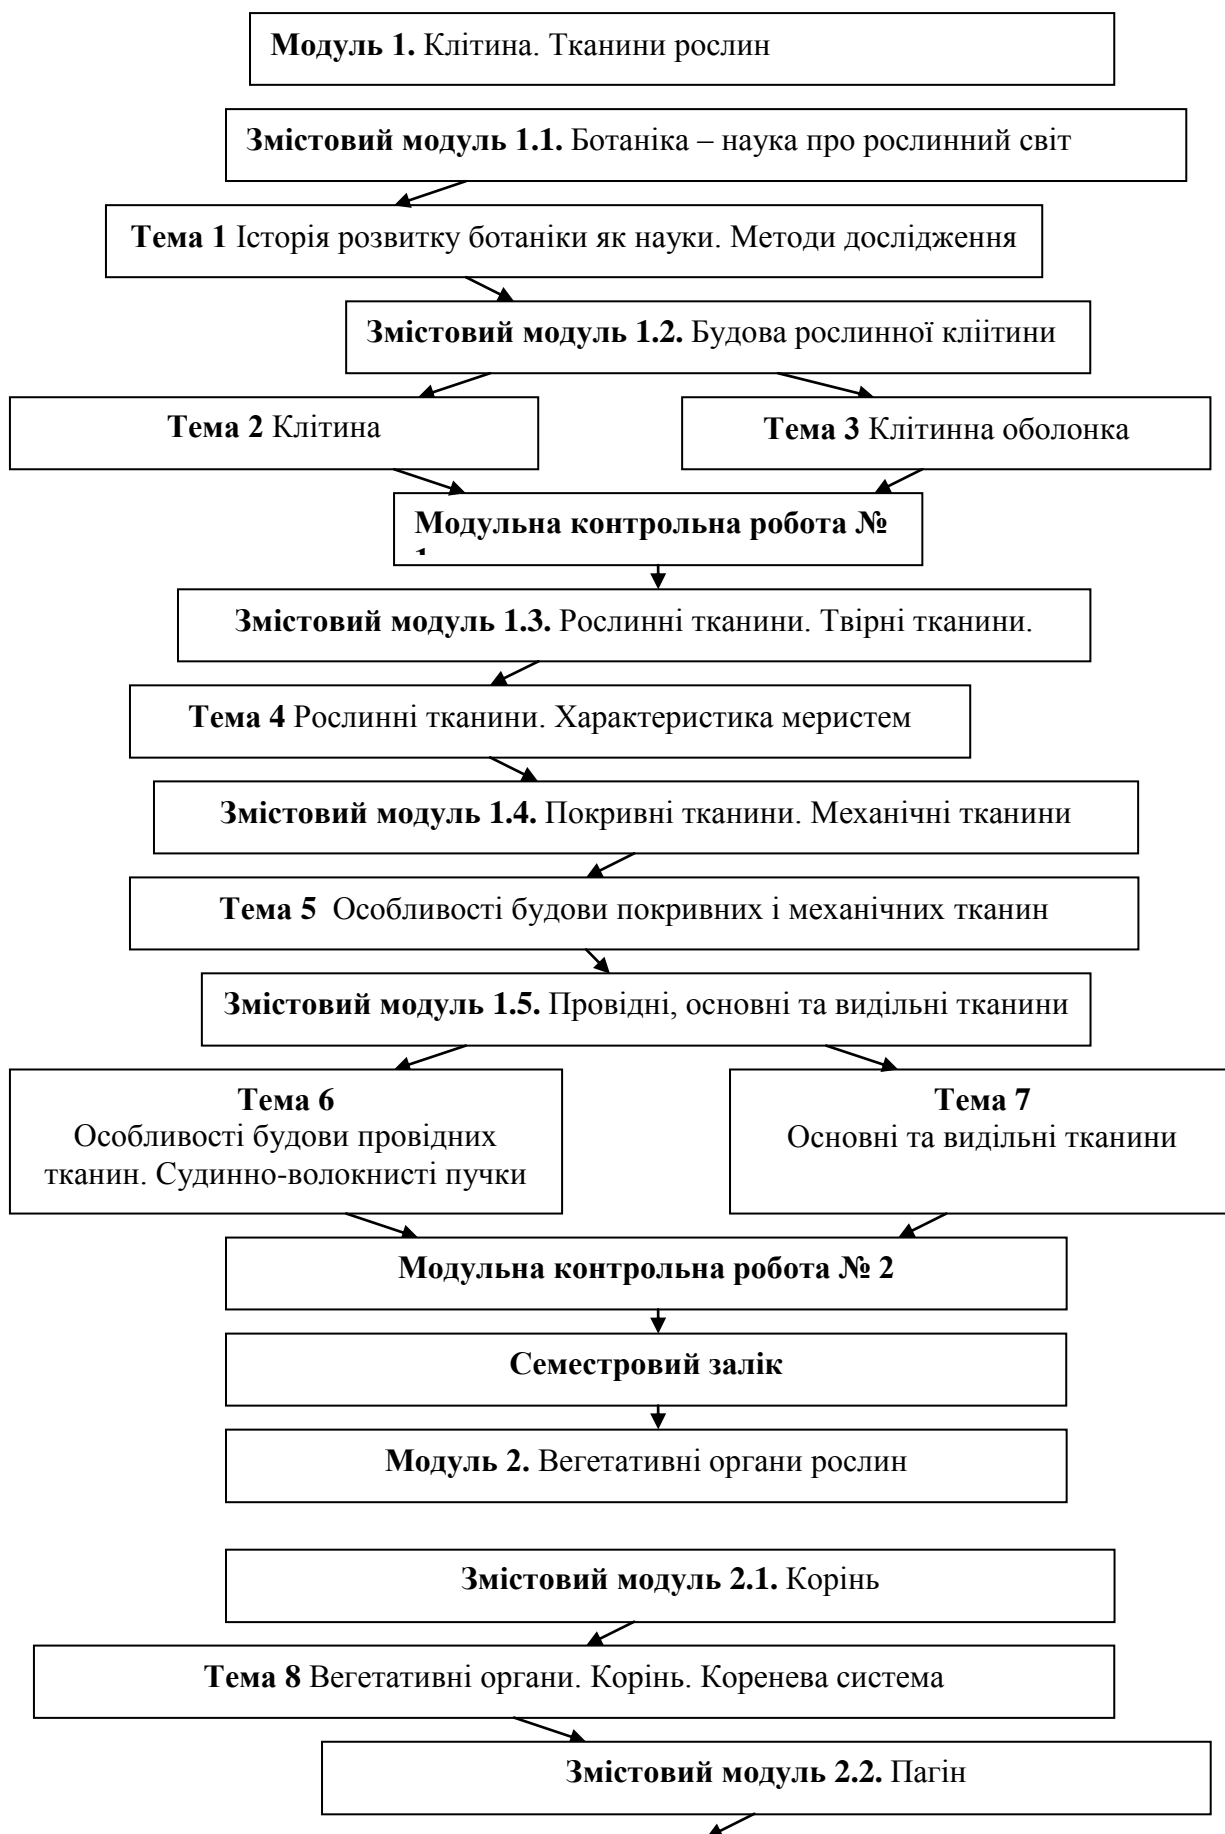 Модуль 1. Клітина. Тканини рослин
Змістовий модуль 1.1. Ботаніка – наука про рослинний світ
Тема 1 Історія розвитку ботаніки як науки. Методи дослідження
Змістовий модуль 1.2. Будова рослинної кліітини
Тема 2 Клітина
Тема 3 Клітинна оболонка
Модульна контрольна робота №
Змістовий модуль 1.3. Рослинні тканини. Твірні тканини.
Тема 4 Рослинні тканини. Характеристика меристем
Змістовий модуль 1.4. Покривні тканини. Механічні тканини
Тема 5 Особливості будови покривних і механічних тканин
Змістовий модуль 1.5. Провідні, основні та видільні тканини
Тема 6
Особливості будови провідних
тканин. Судинно-волокнисті пучки
Тема 7
Основні та видільні тканини
Модульна контрольна робота № 2
Семестровий залік
Модуль 2. Вегетативні органи рослин
Змістовий модуль 2.1. Корінь
Тема 8 Вегетативні органи. Корінь. Коренева система
Змістовий модуль 2.2. Пагін